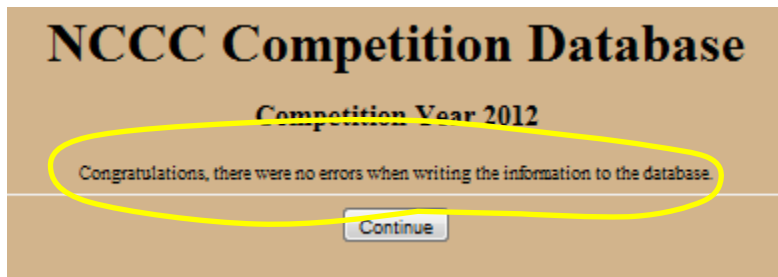 NCCC Competition Database
Competition Year 2012
Congratulations, there were no errors when writing the information to the database.
Continue